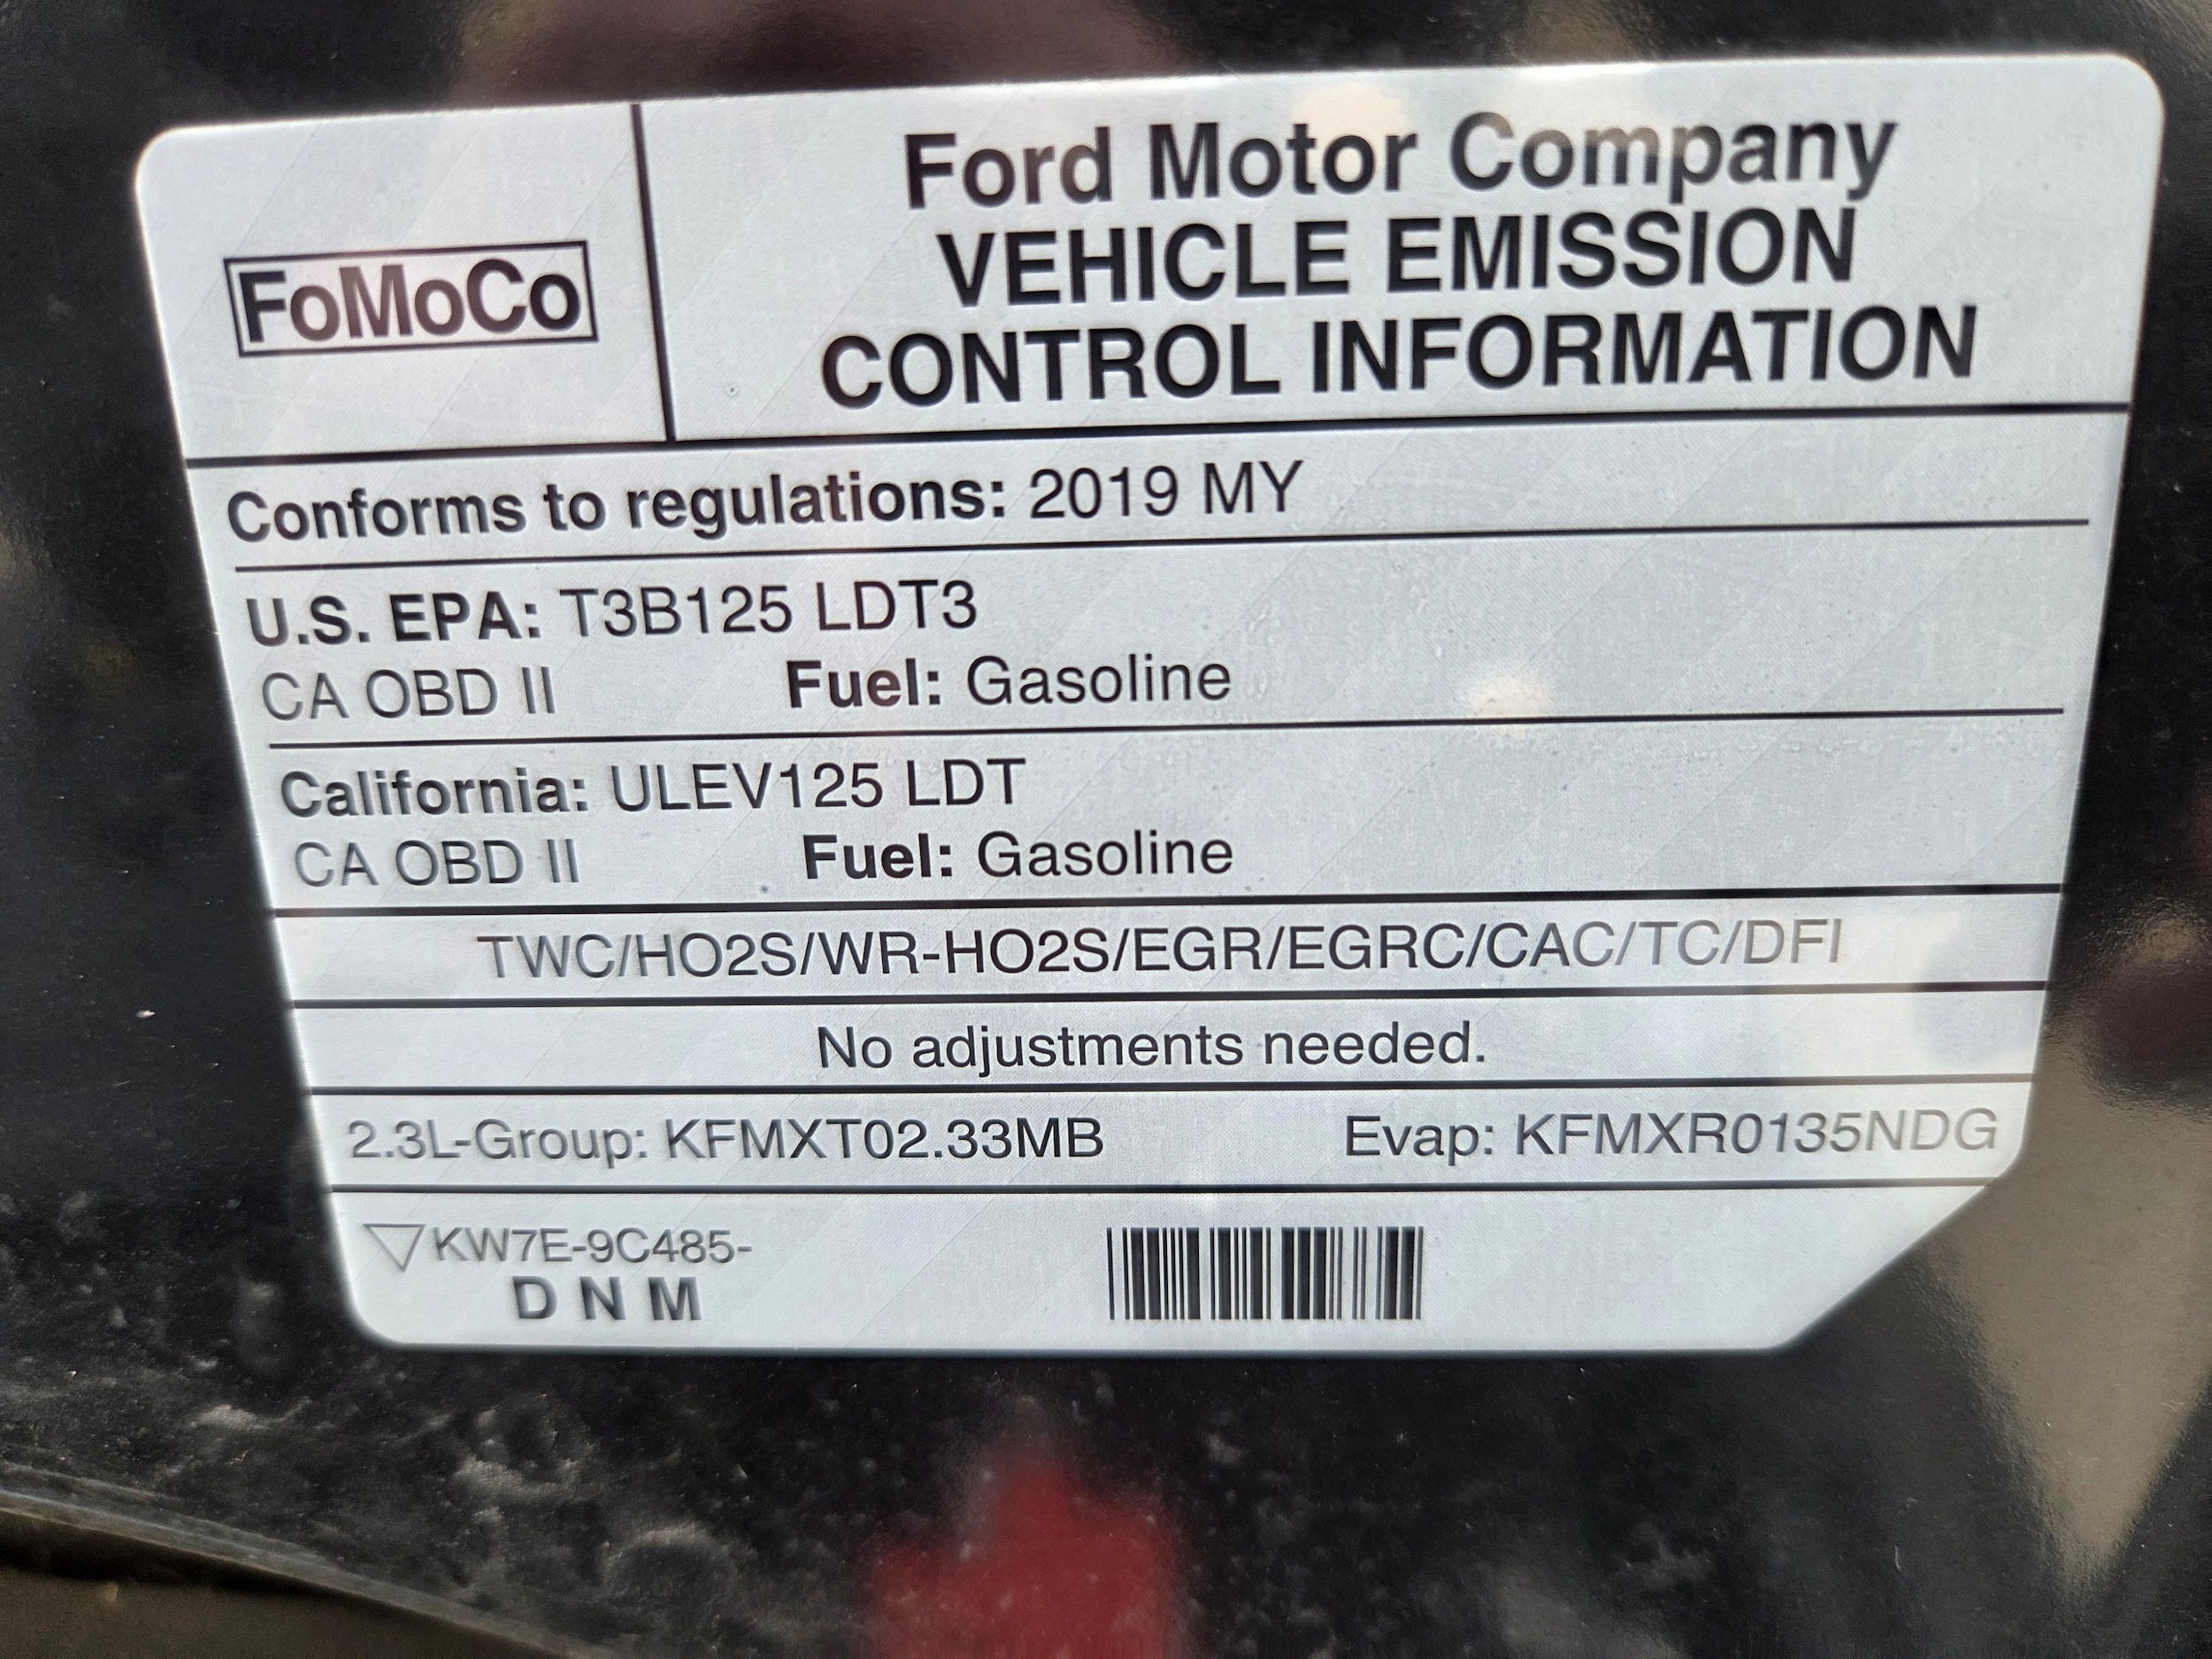 FoMoCo
Ford Motor Company
VEHICLE EMISSION
CONTROL INFORMATION
Conforms to regulations: 2019 MY
U.S. EPA: T3B125 LDT3
CA OBD II Fuel: Gasoline
California: ULEV125 LDT
CA OBD II Fuel: Gasoline
TWC/HO2S/WR-HO2S/EGR/EGRC/CAC/TC/DFI
No adjustments needed.
2.3L-Group: KFMXT02.33MB Evap: KFMXR0135NDG
KW7E-9C485-
D N M